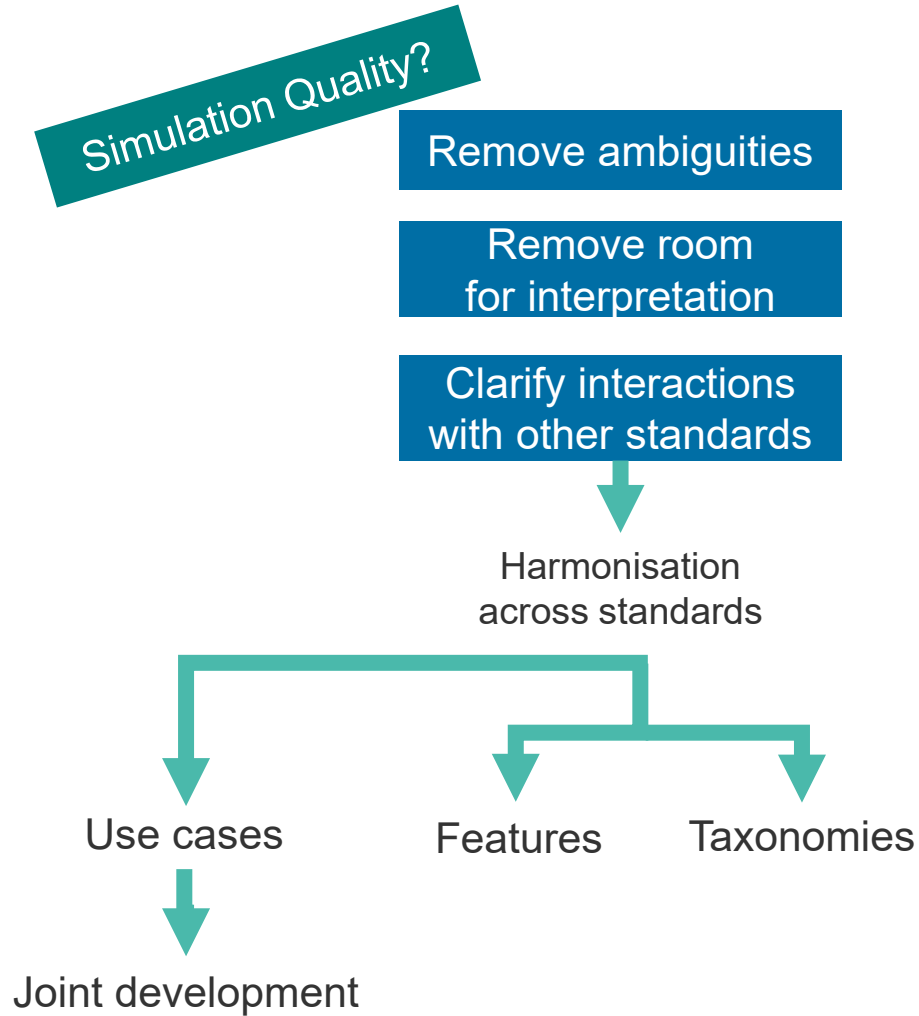 Simulation Quality?
Remove ambiguities
Remove room
for interpretation
Clarify interactions
with other standards
Harmonisation
across standards
Use cases
Features
Taxonomies
Joint development